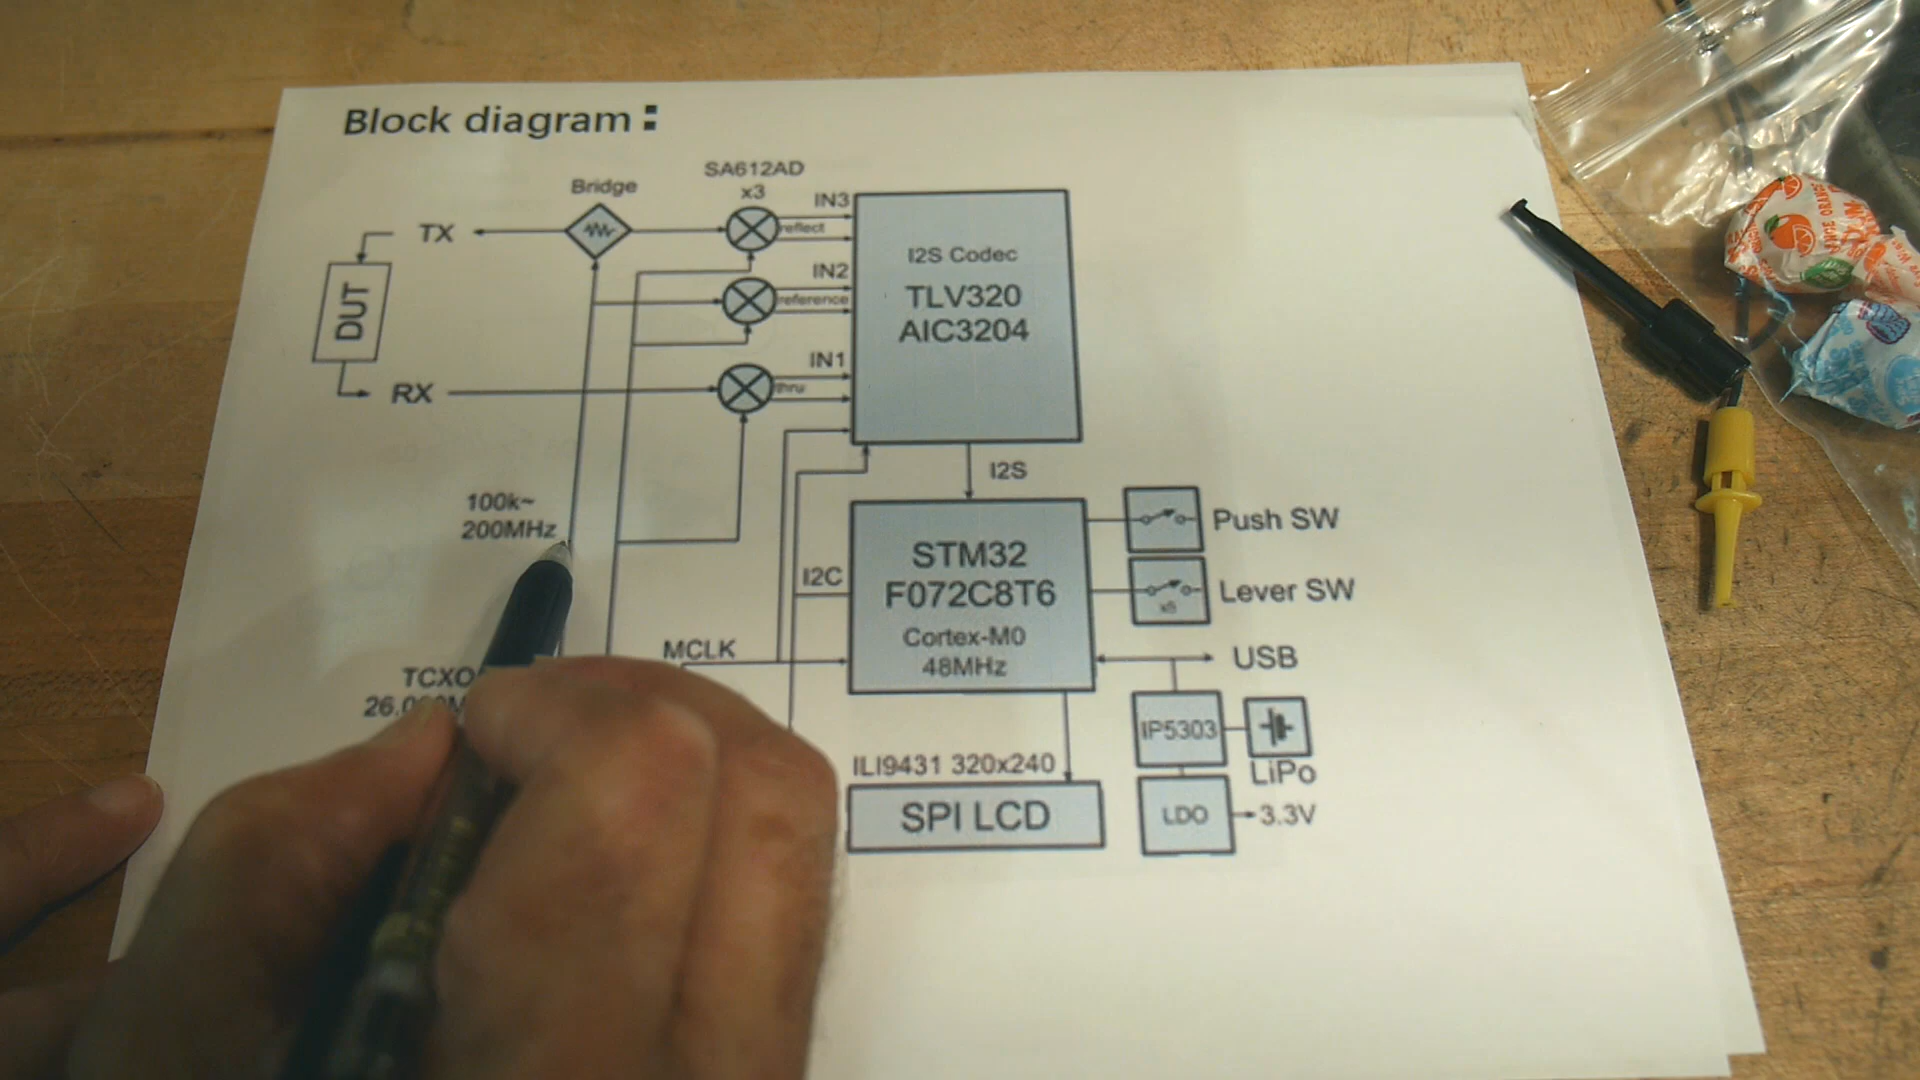 Block diagram:
SA612AD
x3
Bridge
IN3
TX
reflect
I2S Codec
IN2
reference
TLV320
AIC3204
DUT
IN1
thru
RX
I2S
100k~
200MHz
Push SW
STM32
F072C8T6
I2C
Lever SW
x5
Cortex-M0
48MHz
MCLK
USB
TCXO
IP5303
ILI9431 320x240
LiPo
SPI LCD
LDO
3.3V